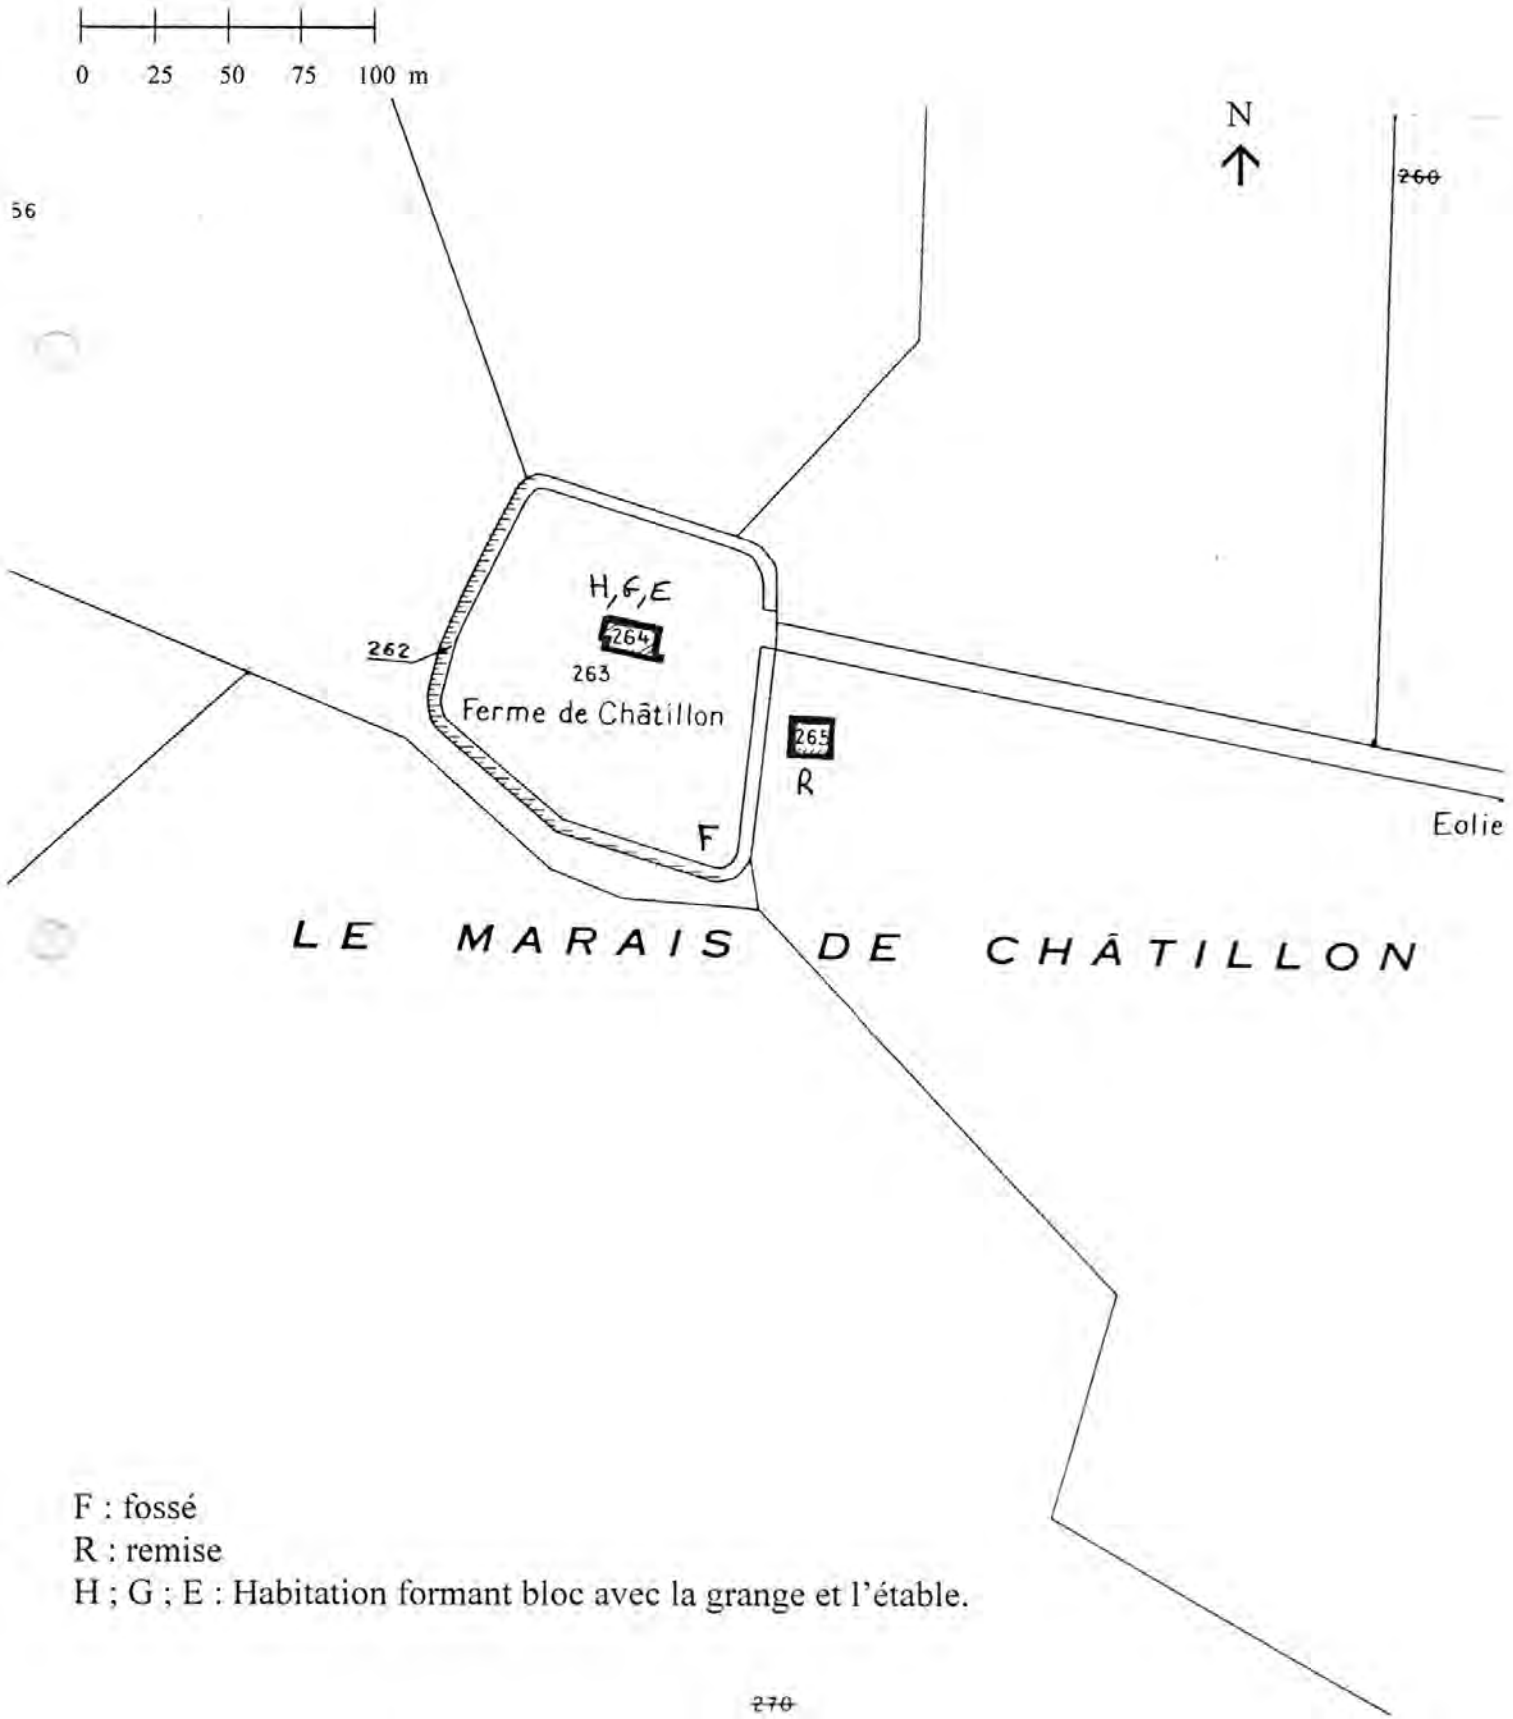 0 25 50 75 100 m
N
260
56
H, G, E
264
262
263
Ferme de Châtillon
265
R
F
Eolie
LE MARAIS DE CHÂTILLON
F : fossé
R : remise
H ; G ; E : Habitation formant bloc avec la grange et l'étable.
270